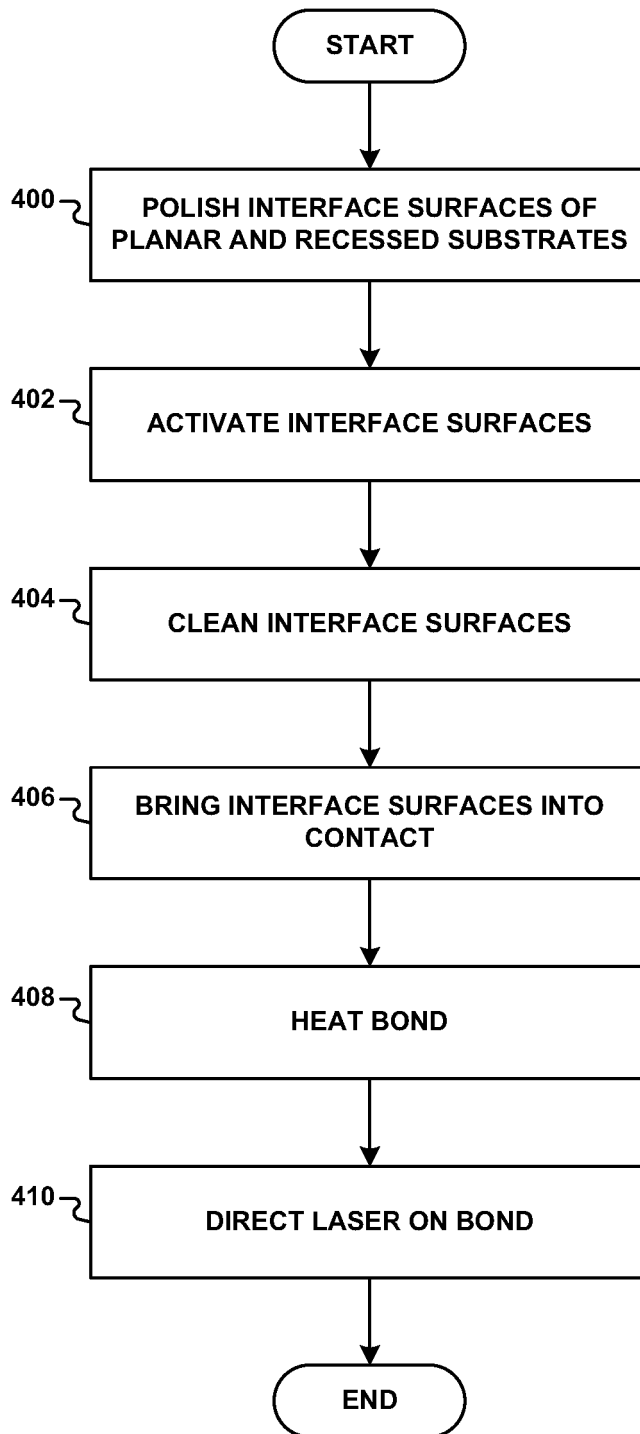 START
400
POLISH INTERFACE SURFACES OF
PLANAR AND RECESSED SUBSTRATES
402
ACTIVATE INTERFACE SURFACES
404
CLEAN INTERFACE SURFACES
406
BRING INTERFACE SURFACES INTO
CONTACT
408
HEAT BOND
410
DIRECT LASER ON BOND
END